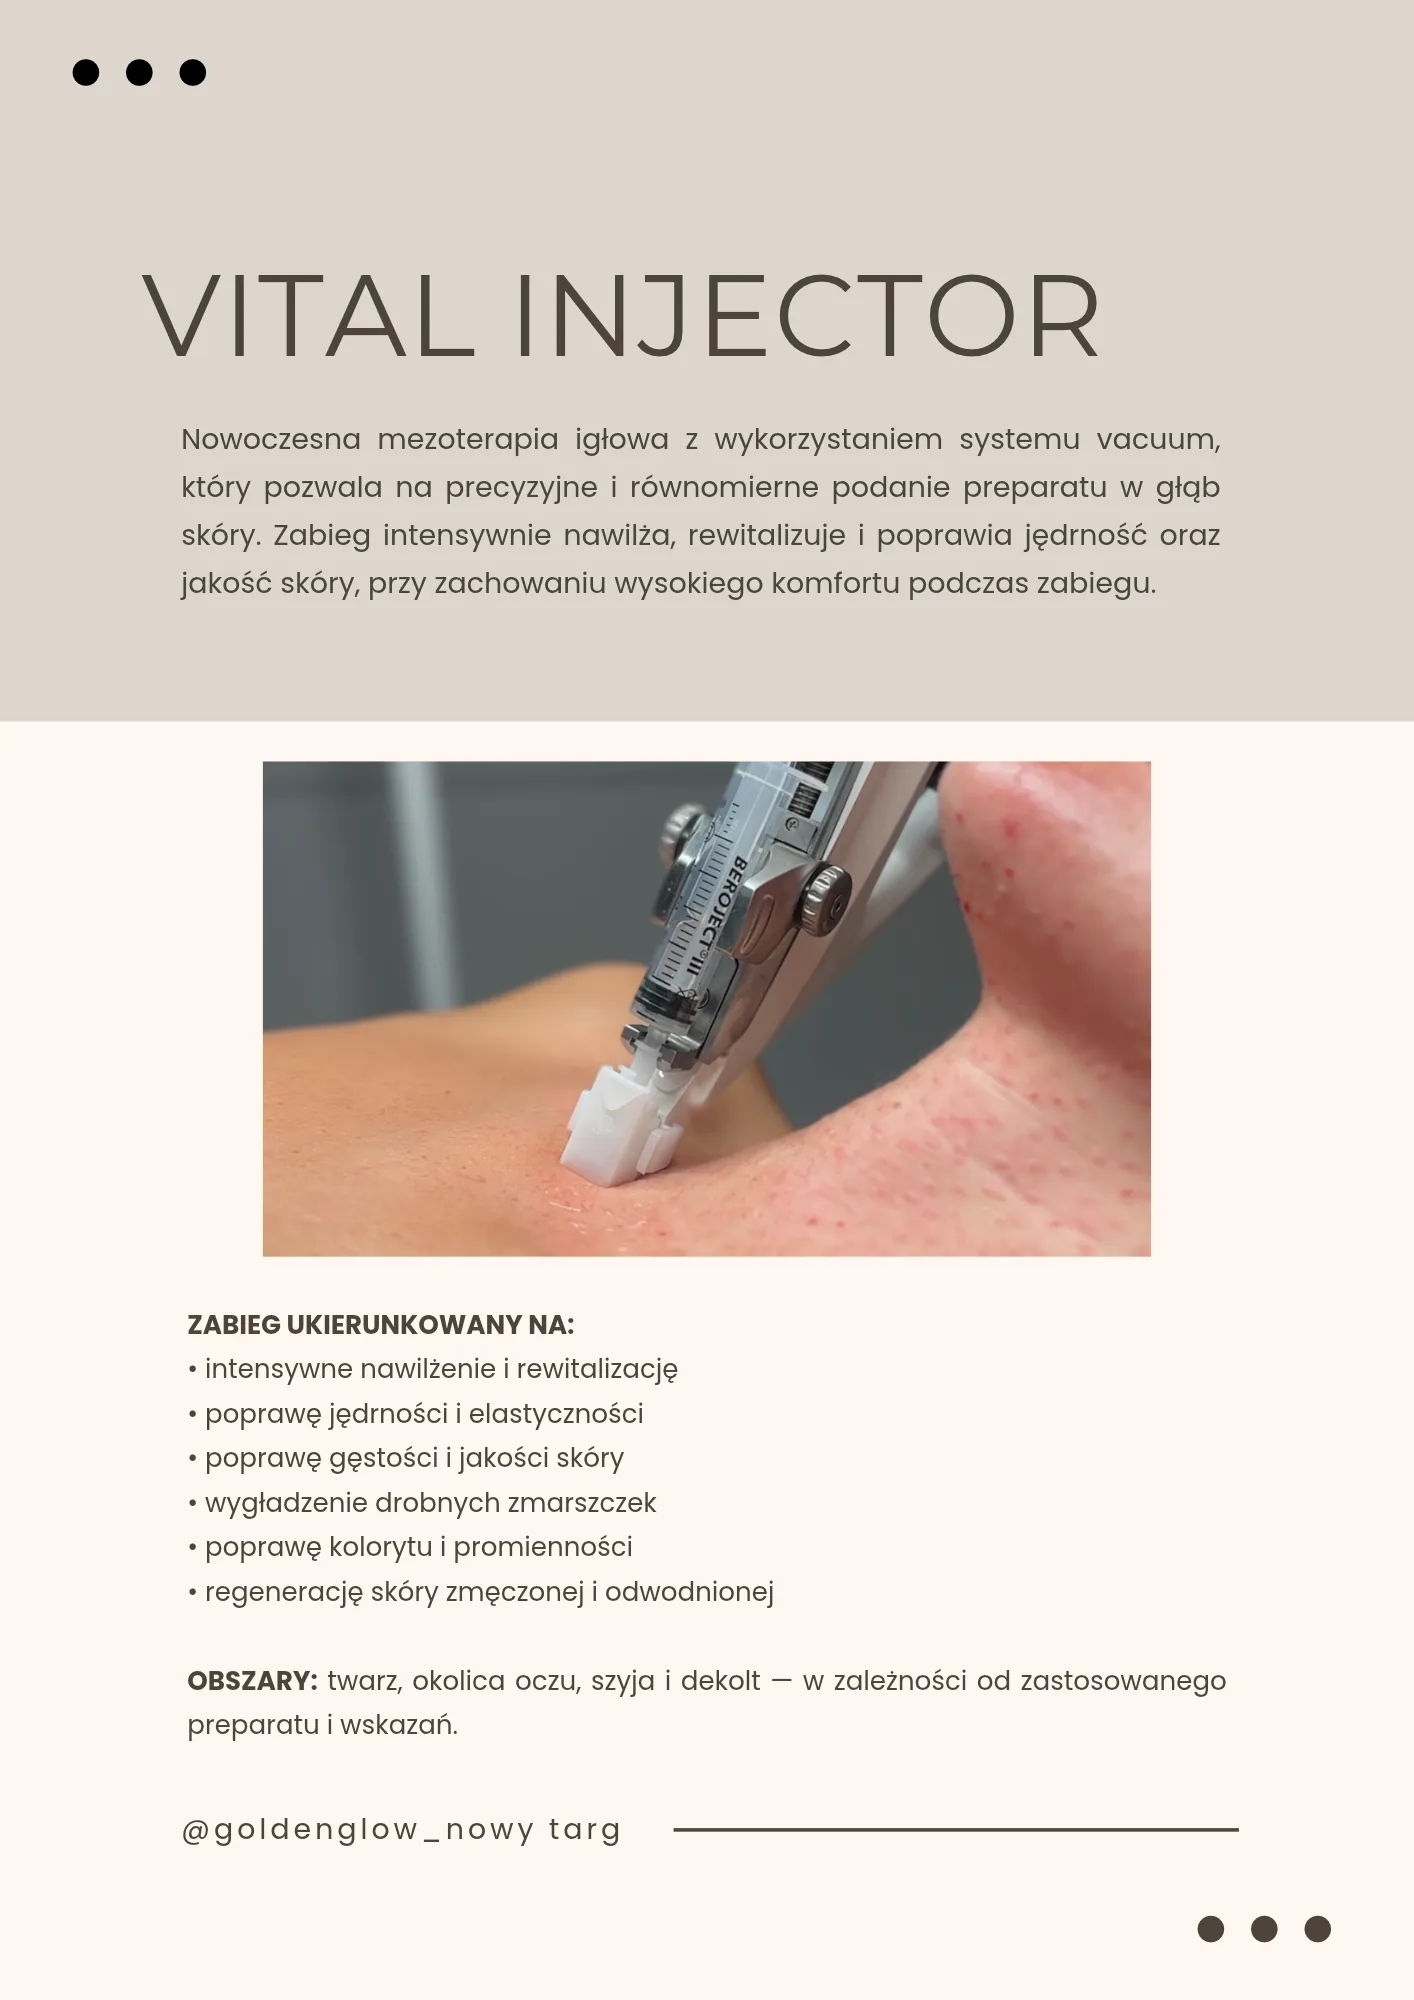 VITAL INJECTOR
Nowoczesna mezoterapia igłowa z wykorzystaniem systemu vacuum,
który pozwala na precyzyjne i równomierne podanie preparatu w głąb
skóry. Zabieg intensywnie nawilża, rewitalizuje i poprawia jędrność oraz
jakość skóry, przy zachowaniu wysokiego komfortu podczas zabiegu.
BEROJECT® III
ZABIEG UKIERUNKOWANY NA:
• intensywne nawilżenie i rewitalizację
• poprawę jędrności i elastyczności
• poprawę gęstości i jakości skóry
• wygładzenie drobnych zmarszczek
• poprawę kolorytu i promienności
• regenerację skóry zmęczonej i odwodnionej
OBSZARY: twarz, okolica oczu, szyja i dekolt — w zależności od zastosowanego
preparatu i wskazań.
@goldenglow_nowy targ